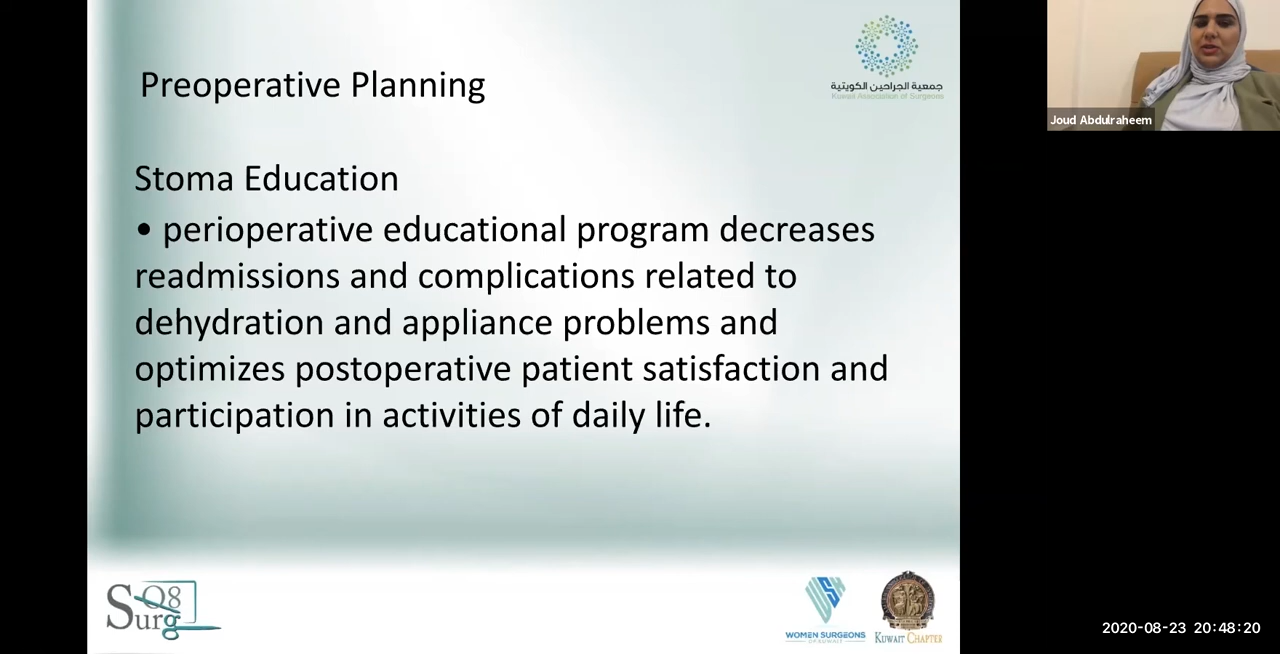 Preoperative Planning
جمعية الجراحين الكويتية
Kuwait Association of Surgeons
Joud Abdulraheem
Stoma Education
• perioperative educational program decreases
readmissions and complications related to
dehydration and appliance problems and
optimizes postoperative patient satisfaction and
participation in activities of daily life.
Q8
Surg
WOMEN SURGEONS
OF KUWAIT
KUWAIT CHAPTER
2020-08-23 20:48:20